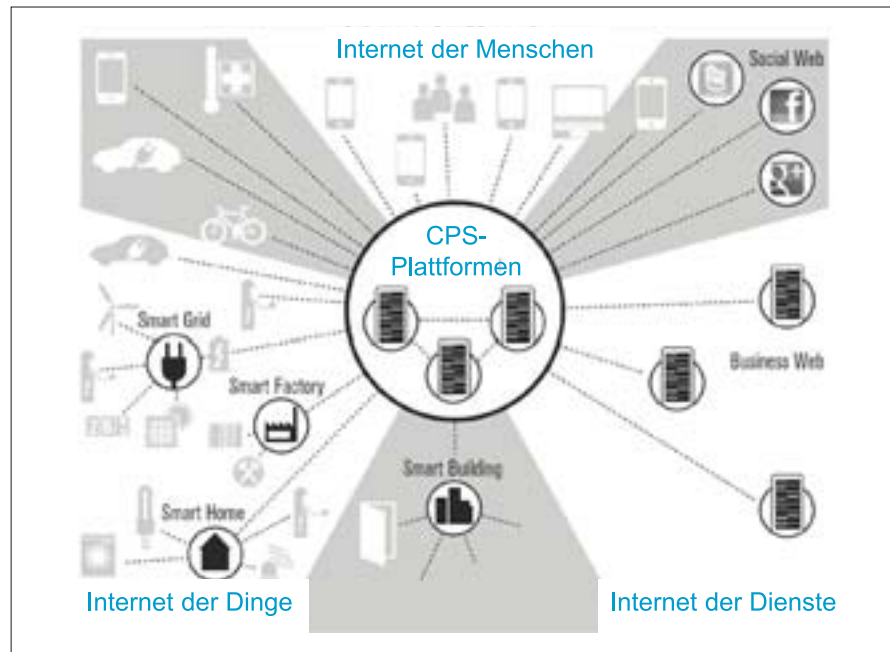 Internet der Menschen
Social Web
CPS-
Plattformen
Smart Grid
Business Web
Smart Factory
Smart Building
Smart Home
Internet der Dinge
Internet der Dienste